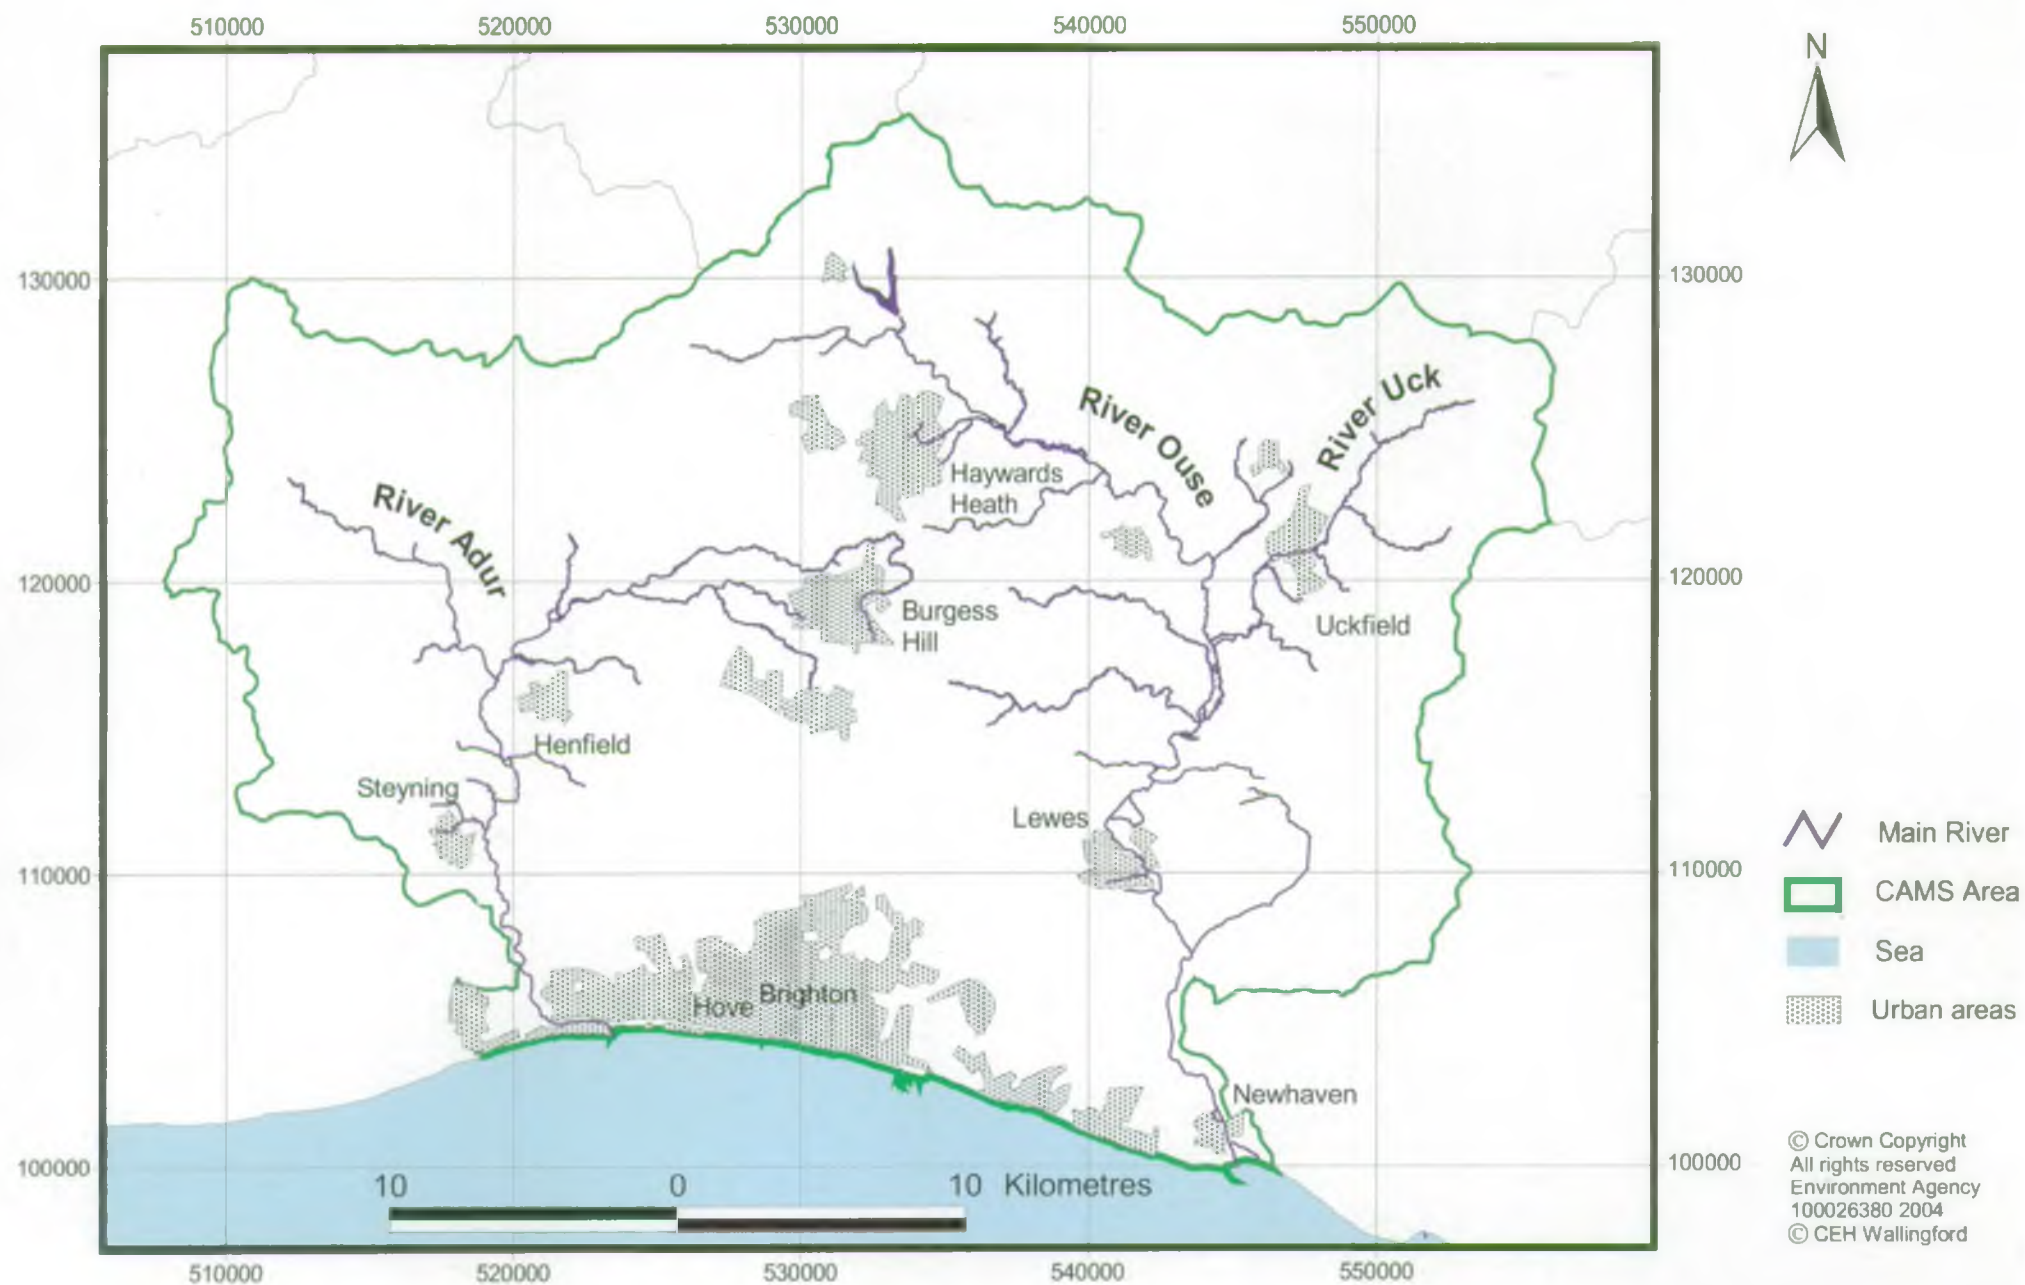 510000 520000 530000 540000 550000
N
130000 130000
River Uck
River Ouse
Haywards
Heath
River Adur
120000 120000
Burgess
Hill
Uckfield
Henfield
Steyning
Lewes
Main River
110000 110000
CAMS Area
Sea
Hove Brighton
Urban areas
Newhaven
100000 100000
10 0 10 Kilometres
© Crown Copyright
All rights reserved
Environment Agency
100026380 2004
© CEH Wallingford
510000 520000 530000 540000 550000